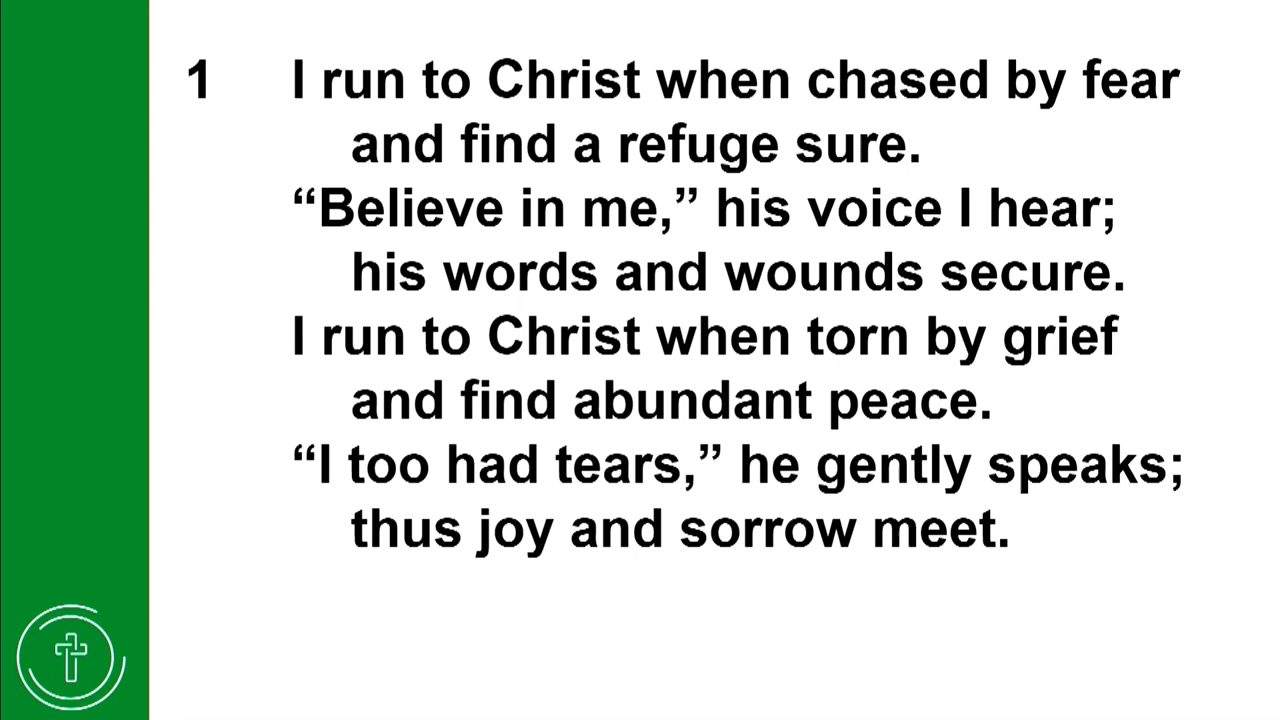 1 I run to Christ when chased by fear
and find a refuge sure.
“Believe in me,” his voice I hear;
his words and wounds secure.
I run to Christ when torn by grief
and find abundant peace.
“I too had tears,” he gently speaks;
thus joy and sorrow meet.